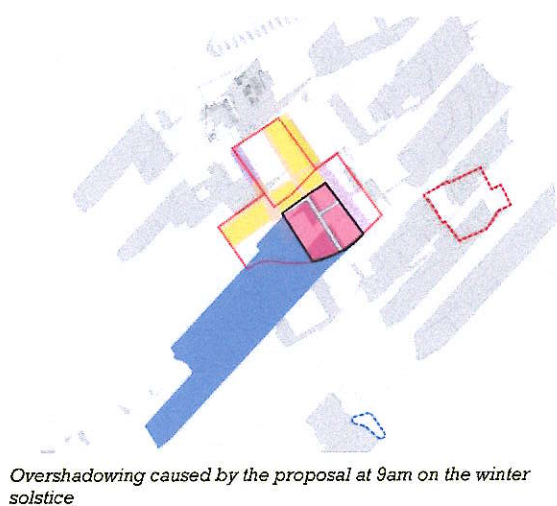 Overshadowing caused by the proposal at 9am on the winter
solstice